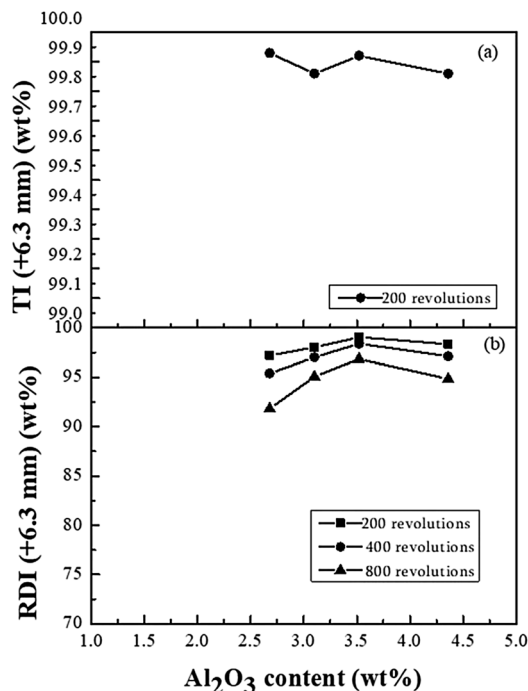 100.0
99.9
99.8
99.7
99.6
99.5
99.4
99.3
99.2
99.1
99.0
TI (+6.3 mm) (wt%)
(a)
200 revolutions
100
95
90
85
80
75
70
RDI (+6.3 mm) (wt%)
(b)
200 revolutions
400 revolutions
800 revolutions
1.0 1.5 2.0 2.5 3.0 3.5 4.0 4.5 5.0
Al₂O₃ content (wt%)